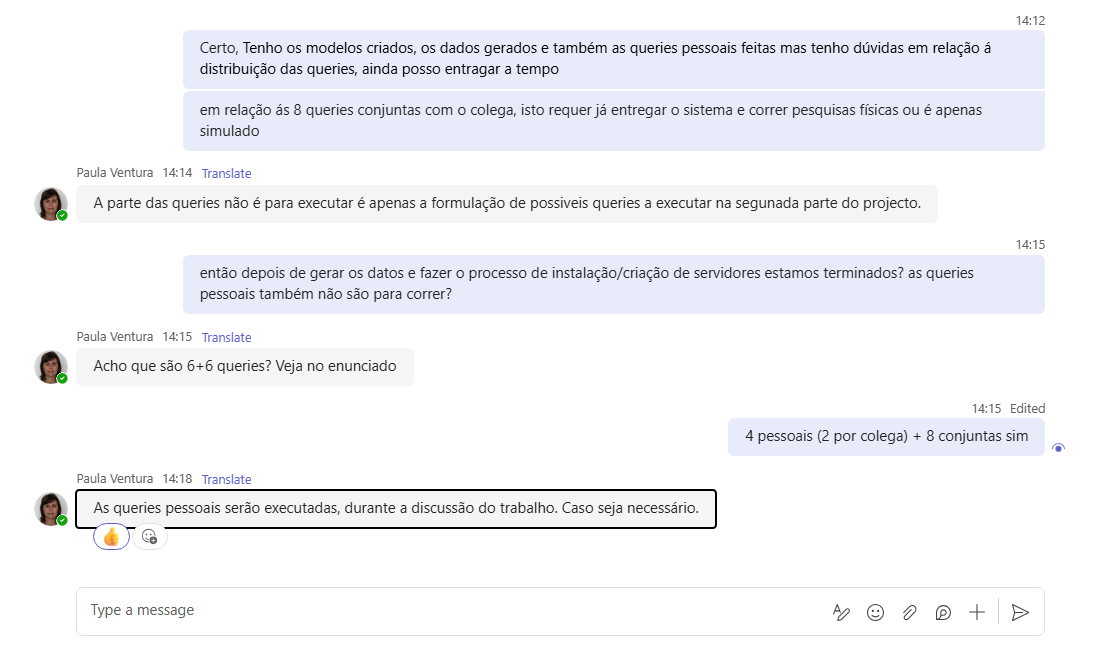 14:12
Certo, Tenho os modelos criados, os dados gerados e também as queries pessoais feitas mas tenho dúvidas em relação á
distribuição das queries, ainda posso entragar a tempo
em relação ás 8 queries conjuntas com o colega, isto requer já entregar o sistema e correr pesquisas físicas ou é apenas
simulado
Paula Ventura 14:14 Translate
A parte das queries não é para executar é apenas a formulação de possiveis queries a executar na segunada parte do projecto.
14:15
então depois de gerar os datos e fazer o processo de instalação/criação de servidores estamos terminados? as queries
pessoais também não são para correr?
Paula Ventura 14:15 Translate
Acho que são 6+6 queries? Veja no enunciado
14:15 Edited
4 pessoais (2 por colega) + 8 conjuntas sim
Paula Ventura 14:18 Translate
As queries pessoais serão executadas, durante a discussão do trabalho. Caso seja necessário.
Type a message